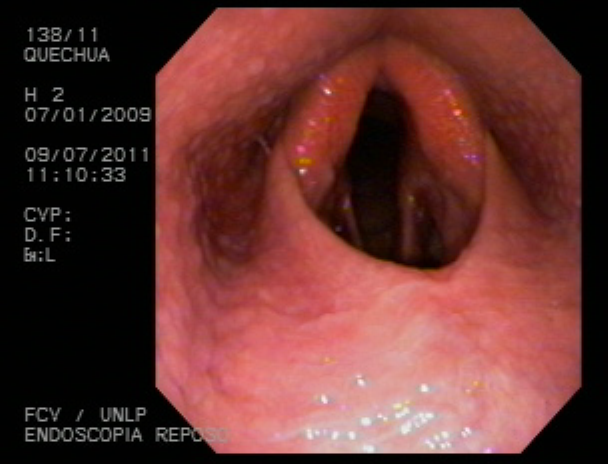 138/11
QUECHUA
H 2
07/01/2009
09/07/2011
11:10:33
CVP:
D.F:
FCV / UNLP
ENDOSCOPIA REPOSO